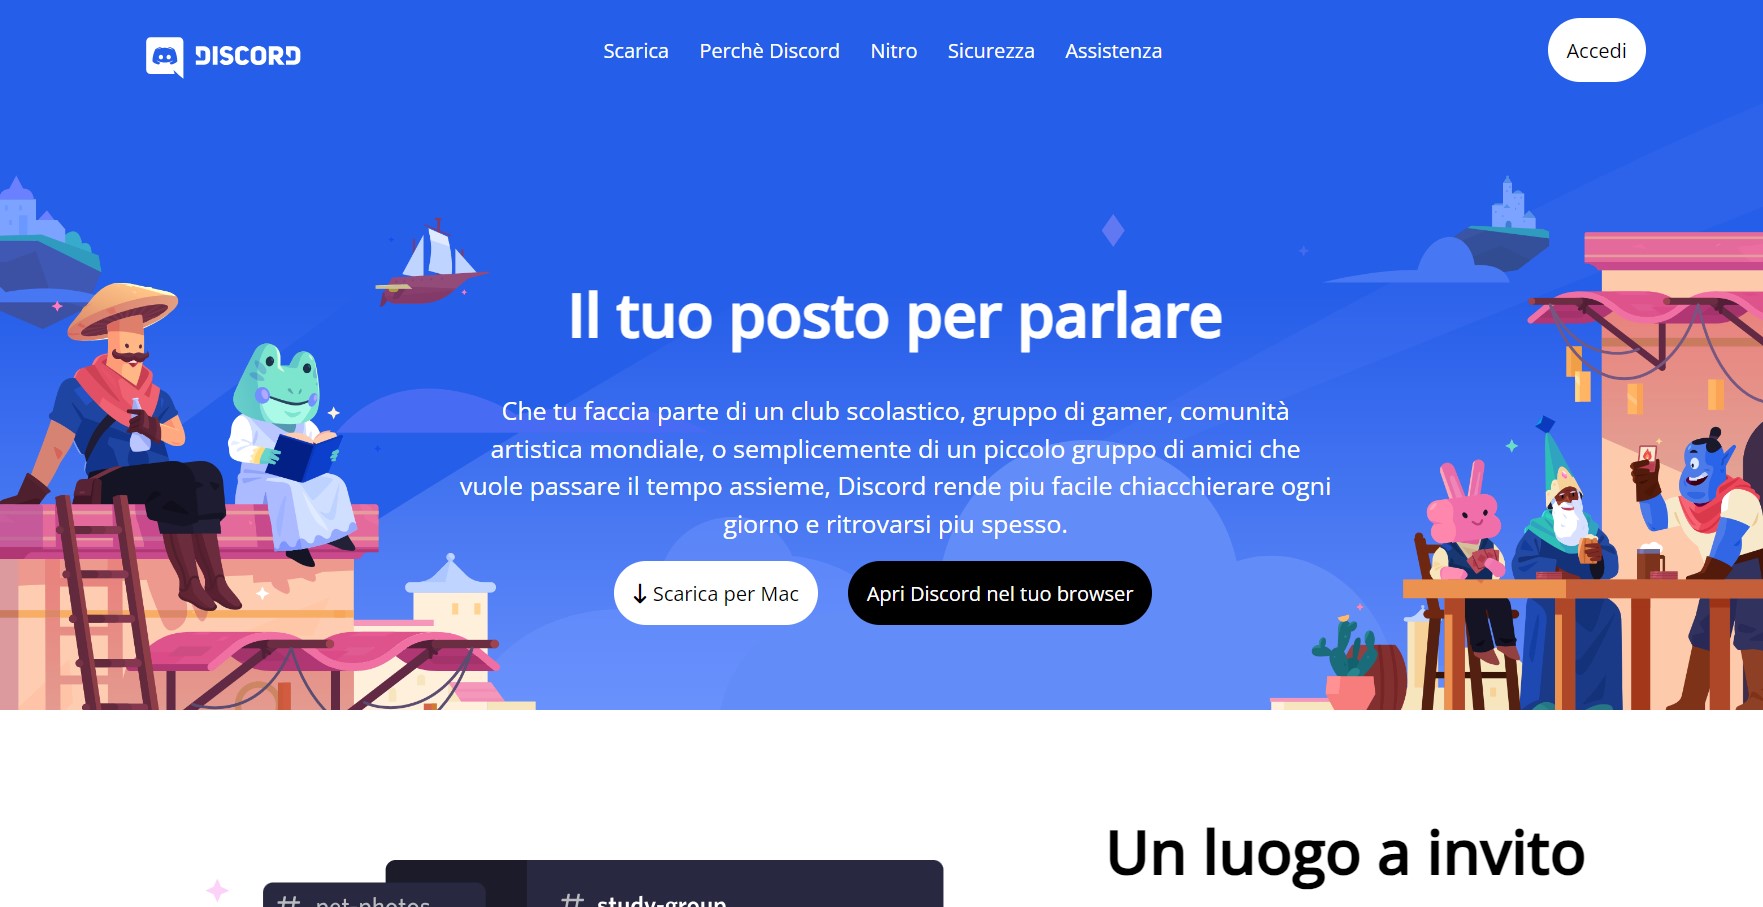 DISCORD
Scarica Perchè Discord Nitro Sicurezza Assistenza
Accedi
Il tuo posto per parlare
Che tu faccia parte di un club scolastico, gruppo di gamer, comunità
artistica mondiale, o semplicemente di un piccolo gruppo di amici che
vuole passare il tempo assieme, Discord rende piu facile chiacchierare ogni
giorno e ritrovarsi piu spesso.
↓ Scarica per Mac
Apri Discord nel tuo browser
Un luogo a invito
# pet-photos
# study-group